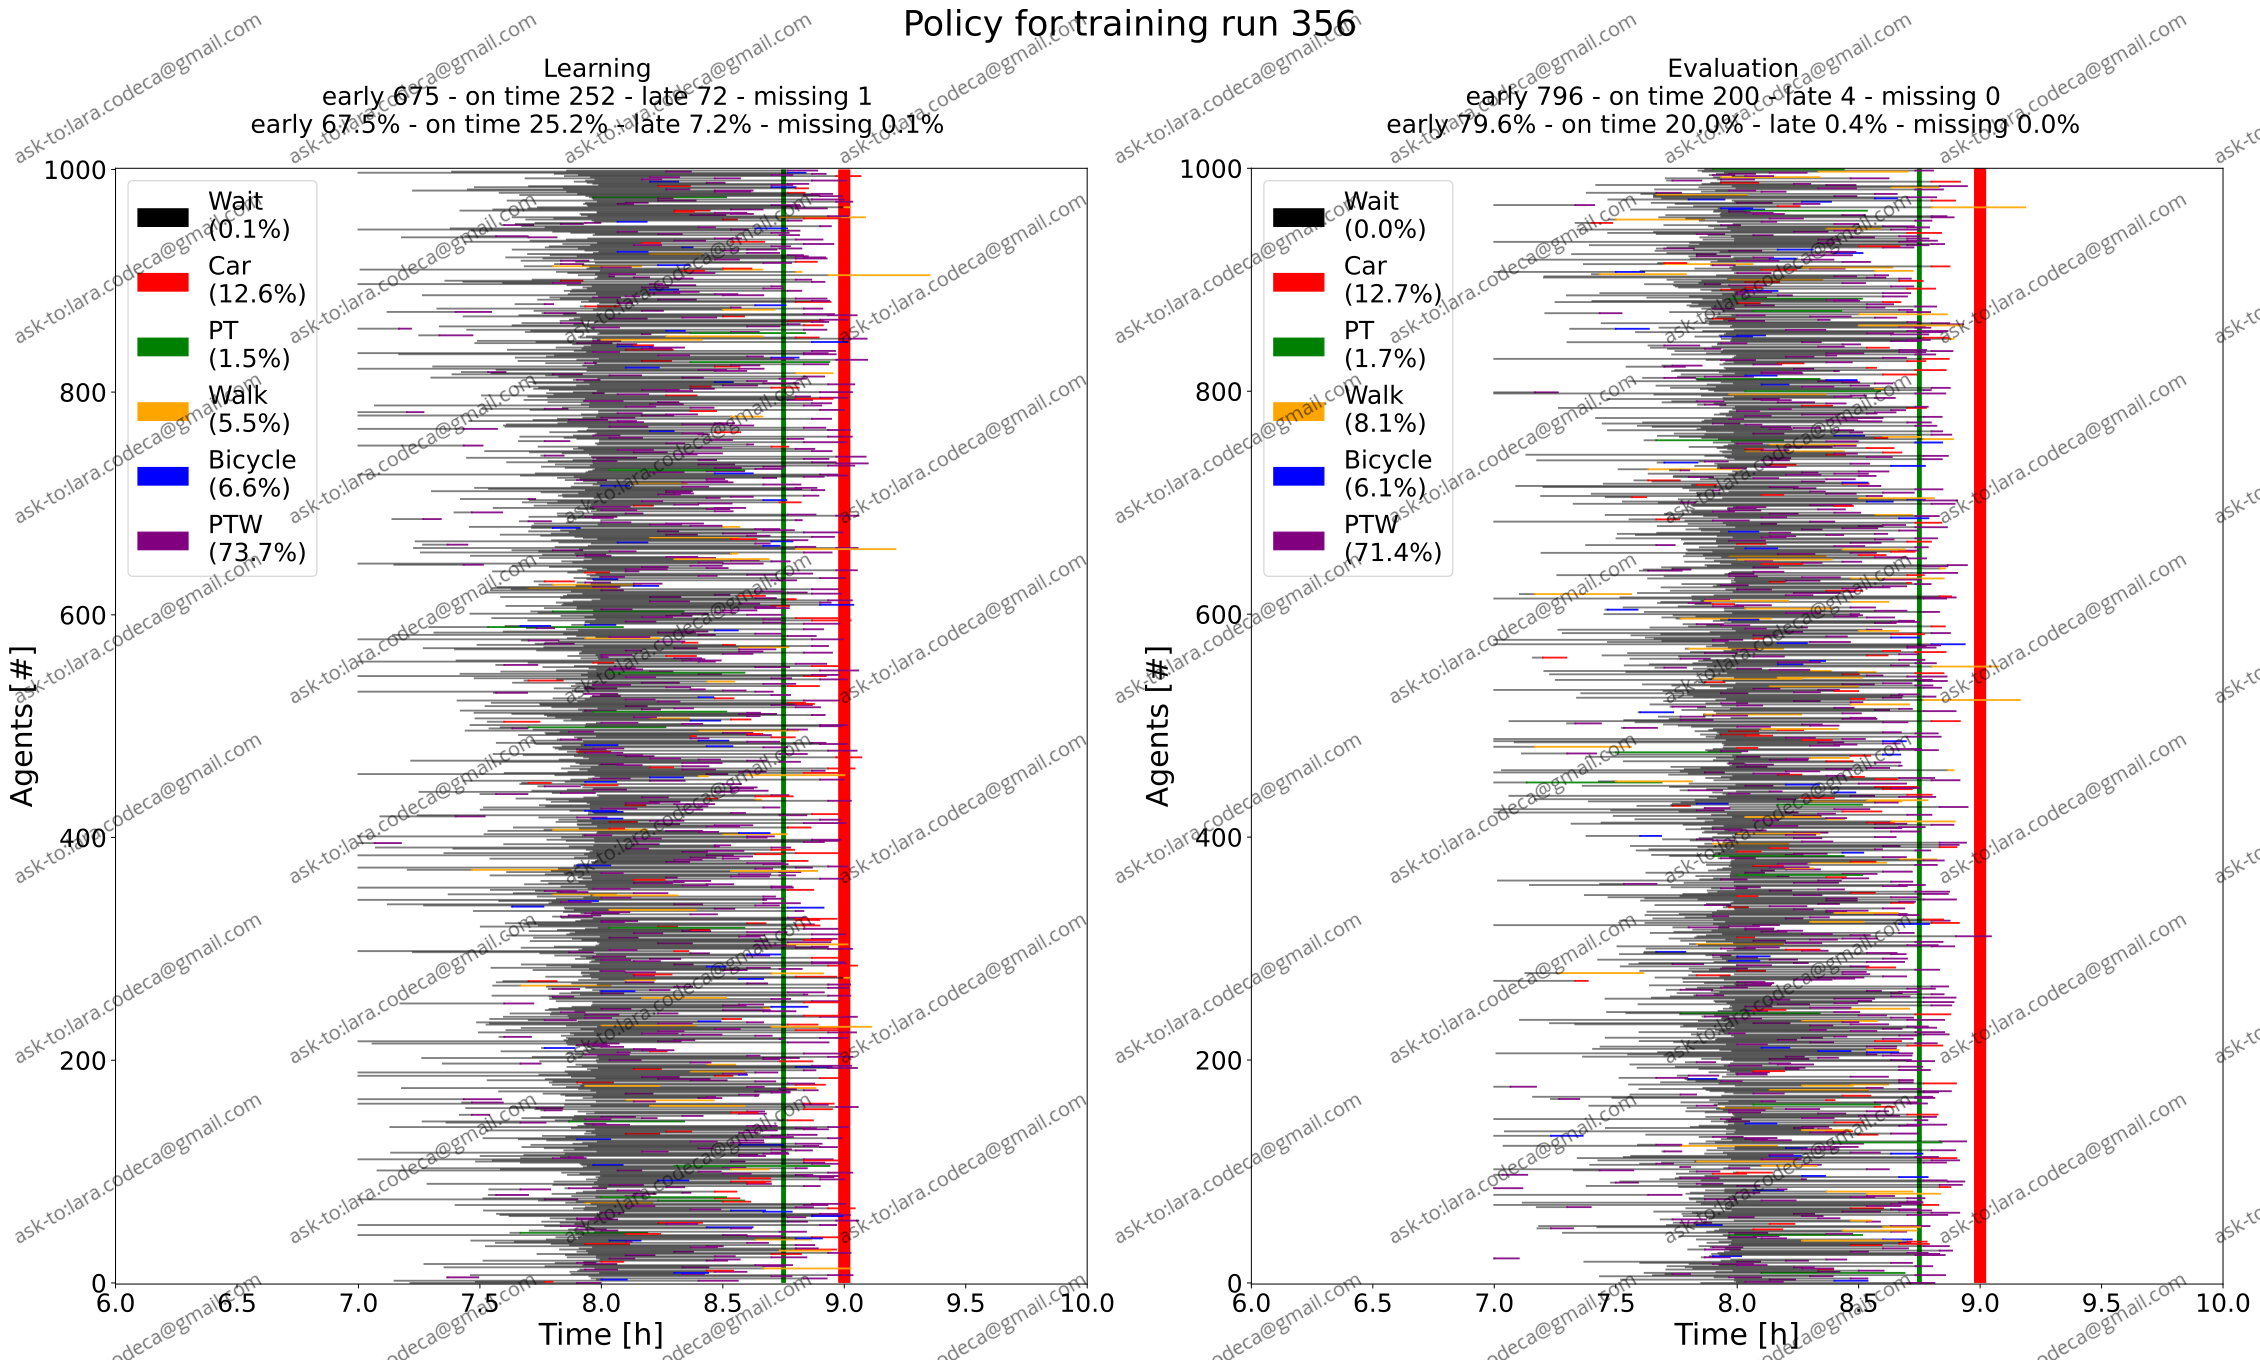 Policy for training run 356
Learning
early 675 - on time 252 - late 72 - missing 1
early 67.5% - on time 25.2% - late 7.2% - missing 0.1%
Evaluation
early 796 - on time 200 - late 4 - missing 0
early 79.6% - on time 20.0% - late 0.4% - missing 0.0%
Agents [#]
1000
800
600
400
200
0
Wait
(0.1%)
Car
(12.6%)
PT
(1.5%)
Walk
(5.5%)
Bicycle
(6.6%)
PTW
(73.7%)
6.0 6.5 7.0 7.5 8.0 8.5 9.0 9.5 10.0
Time [h]
Agents [#]
1000
800
600
400
200
0
Wait
(0.0%)
Car
(12.7%)
PT
(1.7%)
Walk
(8.1%)
Bicycle
(6.1%)
PTW
(71.4%)
6.0 6.5 7.0 7.5 8.0 8.5 9.0 9.5 10.0
Time [h]
ask-to:lara.codeca@gmail.com